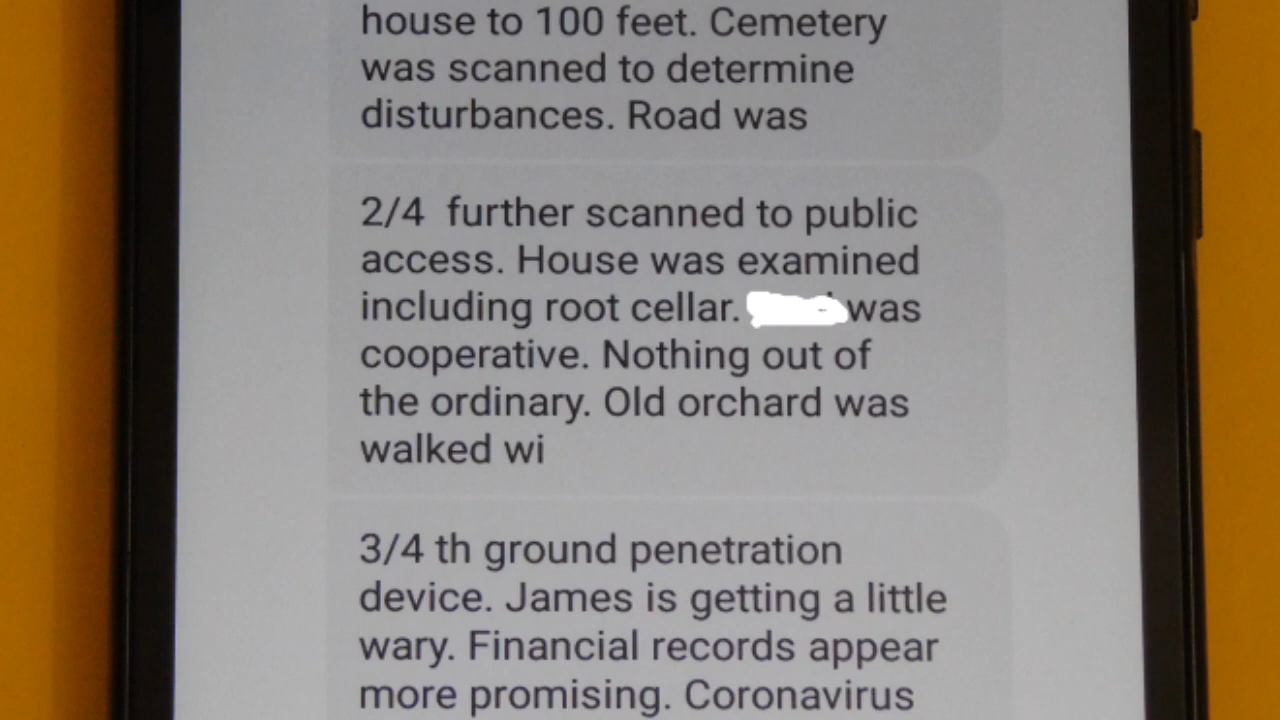 house to 100 feet. Cemetery
was scanned to determine
disturbances. Road was
2/4 further scanned to public
access. House was examined
including root cellar. was
cooperative. Nothing out of
the ordinary. Old orchard was
walked wi
3/4 th ground penetration
device. James is getting a little
wary. Financial records appear
more promising. Coronavirus